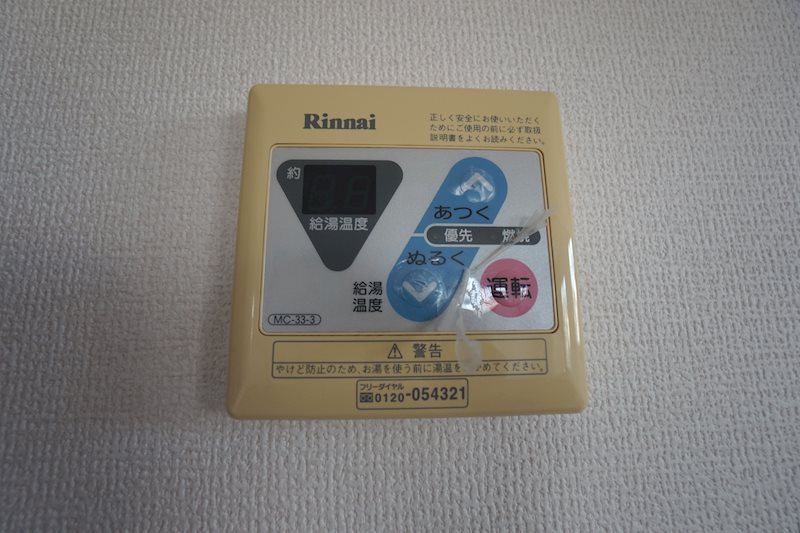 Rinnai
正しく安全にお使いいただく
ためにご使用の前に必ず取扱
説明書をよくお読みください。
約
給湯温度
あつく
優先 燃焼
ぬるく
給湯
温度
運転
MC-33-3
警告
やけど防止のため、お湯を使う前に湯温を めてください。
フリーダイヤル
0120-054321